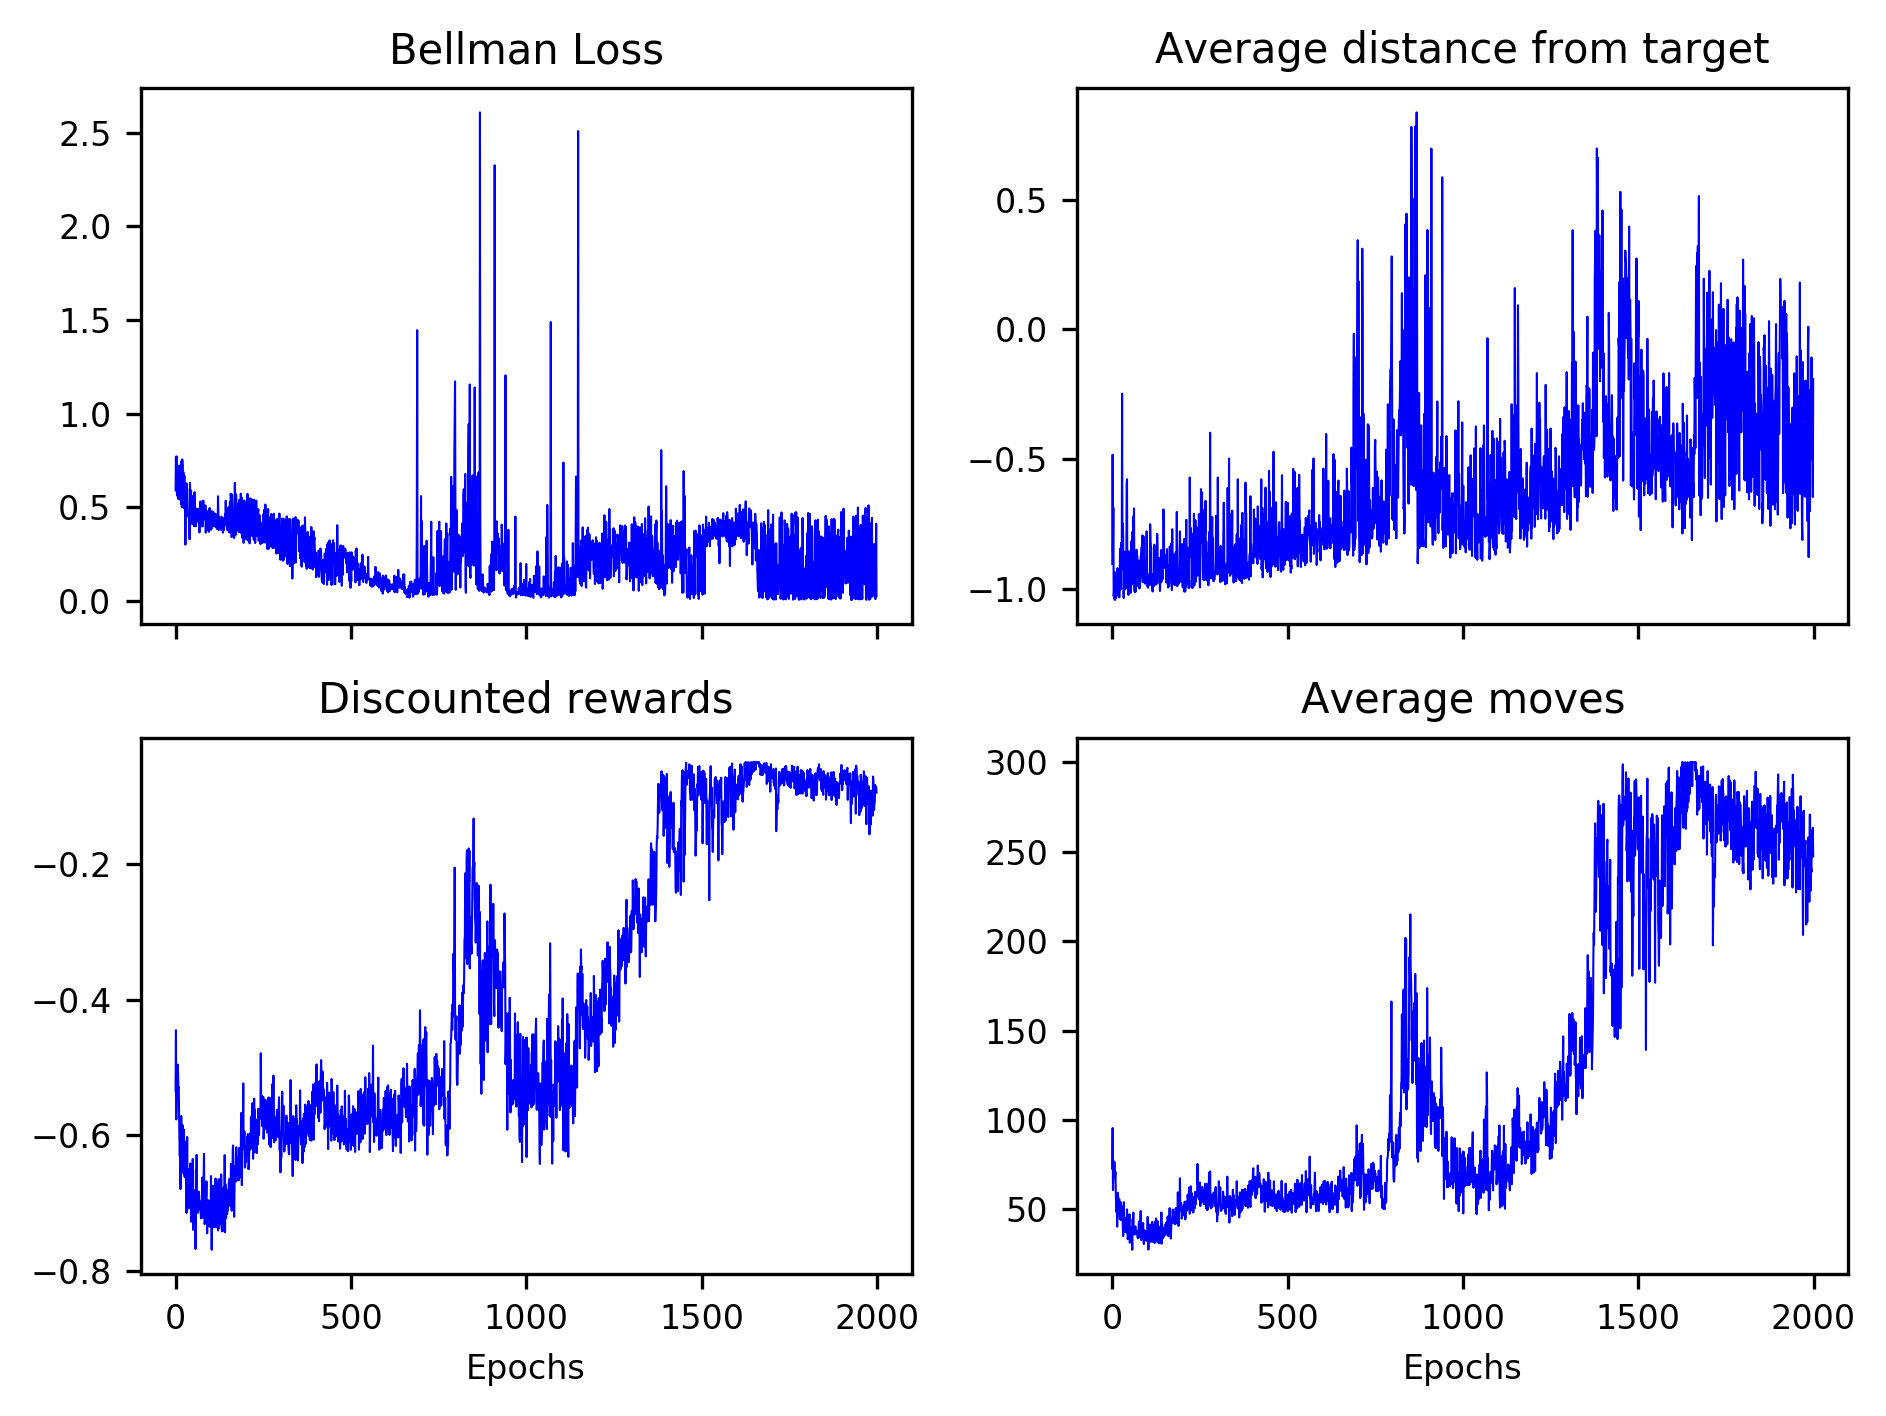 Bellman Loss
Average distance from target
2.5
2.0
1.5
1.0
0.5
0.0
0.5
0.0
−0.5
−1.0
Discounted rewards
Average moves
−0.2
−0.4
−0.6
−0.8
300
250
200
150
100
50
0 500 1000 1500 2000
0 500 1000 1500 2000
Epochs
Epochs